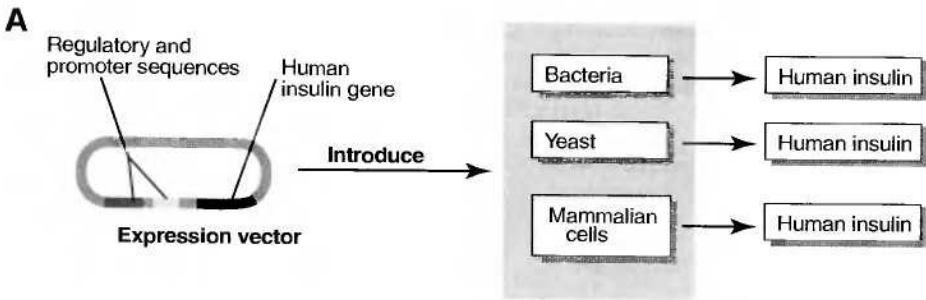 A
Regulatory and
promoter sequences
Human
insulin gene
Expression vector
Introduce
Bacteria
Human insulin
Yeast
Human insulin
Mammalian
cells
Human insulin